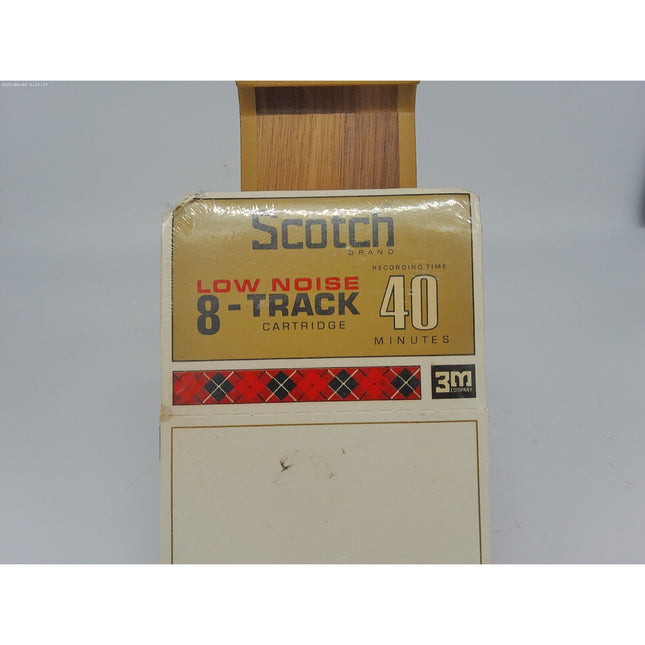 Scotch
BRAND
LOW NOISE
8-TRACK
CARTRIDGE
RECORDING TIME
40
MINUTES
3M
COMPANY